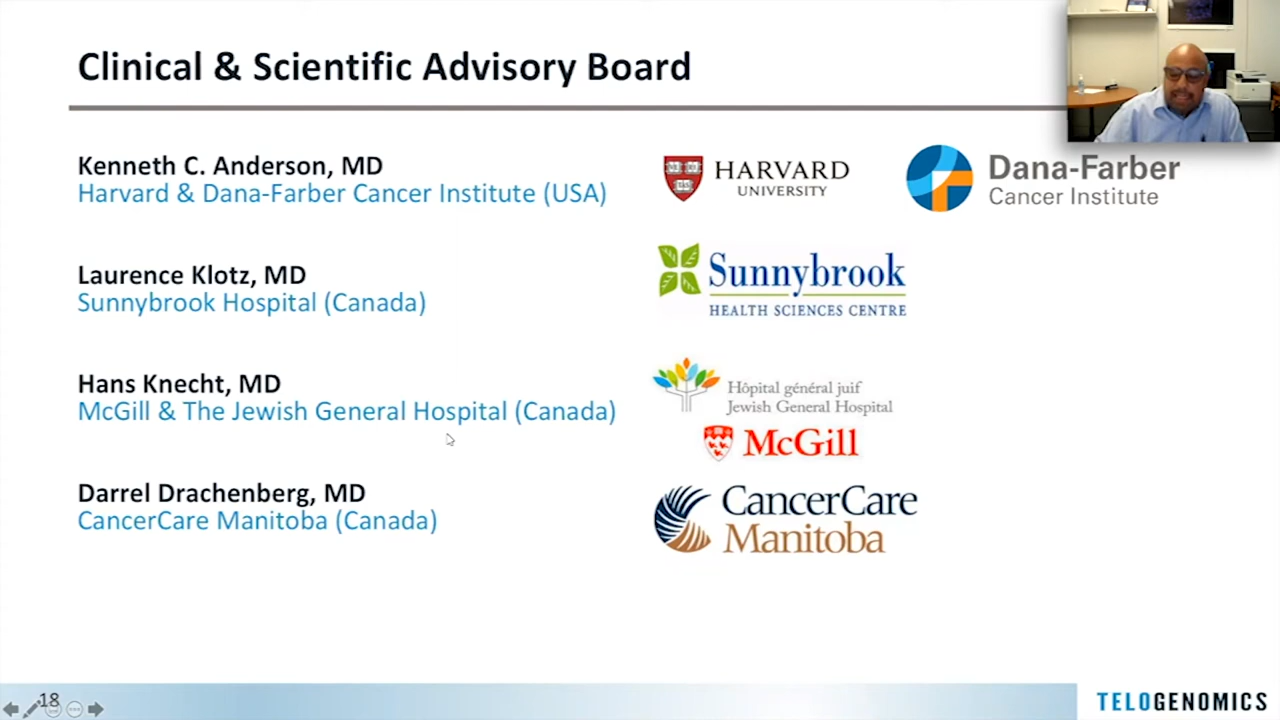 Clinical & Scientific Advisory Board
Kenneth C. Anderson, MD
Harvard & Dana-Farber Cancer Institute (USA)
HARVARD
UNIVERSITY
Dana-Farber
Cancer Institute
Laurence Klotz, MD
Sunnybrook Hospital (Canada)
Sunnybrook
HEALTH SCIENCES CENTRE
Hans Knecht, MD
McGill & The Jewish General Hospital (Canada)
Hôpital général juif
Jewish General Hospital
McGill
Darrel Drachenberg, MD
CancerCare Manitoba (Canada)
CancerCare
Manitoba
18
TELOGENOMICS